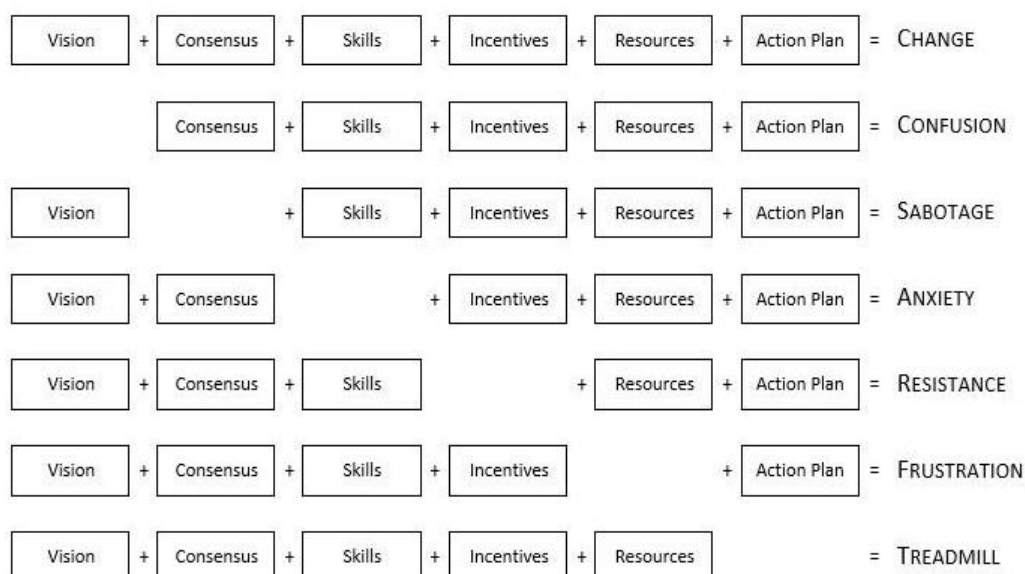 Vision + Consensus + Skills + Incentives + Resources + Action Plan = CHANGE
Consensus + Skills + Incentives + Resources + Action Plan = CONFUSION
Vision + Skills + Incentives + Resources + Action Plan = SABOTAGE
Vision + Consensus + Incentives + Resources + Action Plan = ANXIETY
Vision + Consensus + Skills + Resources + Action Plan = RESISTANCE
Vision + Consensus + Skills + Incentives + Action Plan = FRUSTRATION
Vision + Consensus + Skills + Incentives + Resources = TREADMILL